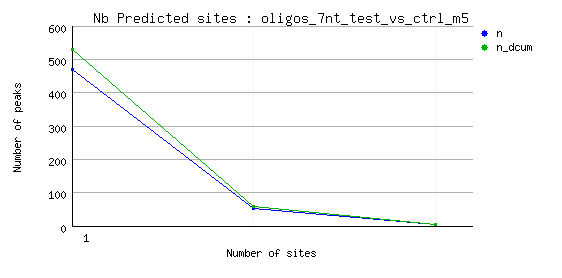 Nb Predicted sites : oligos_7nt_test_vs_ctrl_m5
n
n_dcum
600
500
400
300
200
100
0
Number of peaks
1
Number of sites